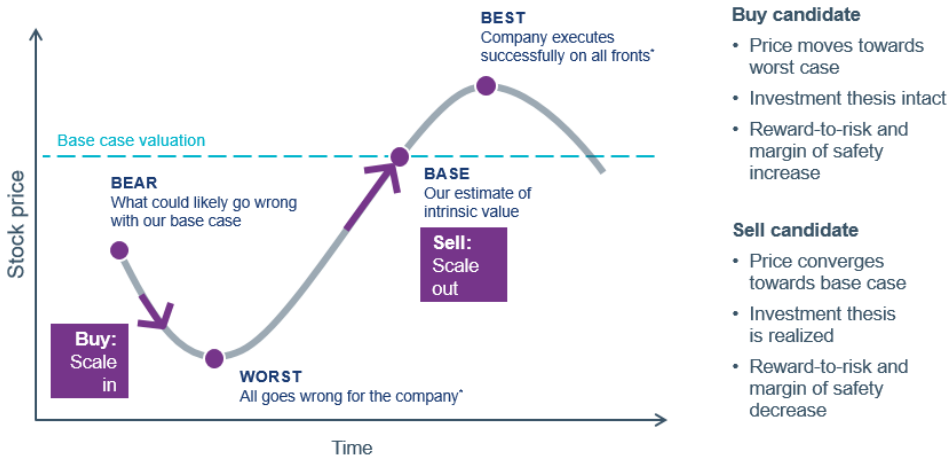 BEST
Company executes
successfully on all fronts*
Base case valuation
BEAR
What could likely go wrong
with our base case
BASE
Our estimate of
intrinsic value
Sell:
Scale
out
Buy:
Scale
in
WORST
All goes wrong for the company*
Stock price
Time
Buy candidate
• Price moves towards
worst case
• Investment thesis intact
• Reward-to-risk and
margin of safety
increase
Sell candidate
• Price converges
towards base case
• Investment thesis
is realized
• Reward-to-risk and
margin of safety
decrease